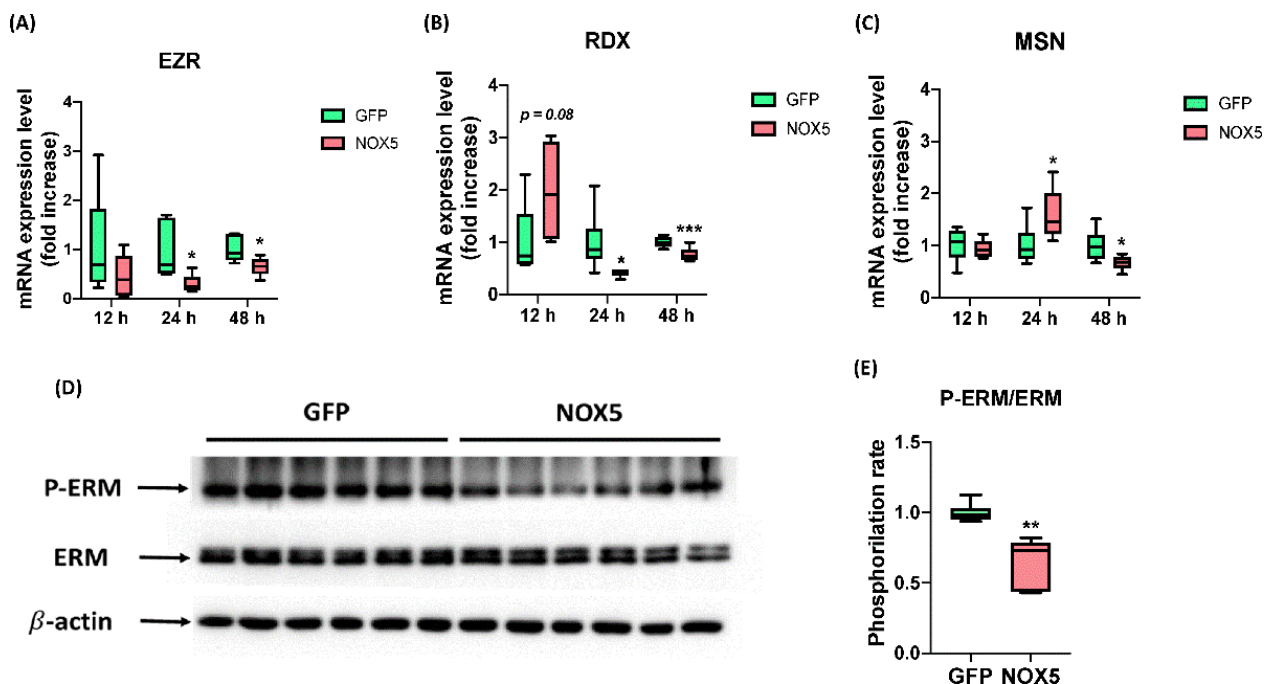 (A)
EZR
mRNA expression level
(fold increase)
4
3
2
1
0
*
*
12 h 24 h 48 h
GFP
NOX5
(B)
RDX
mRNA expression level
(fold increase)
4
3
2
1
0
p = 0.08
*
***
12 h 24 h 48 h
GFP
NOX5
(C)
MSN
mRNA expression level
(fold increase)
4
3
2
1
0
*
*
12 h 24 h 48 h
GFP
NOX5
(D)
GFP NOX5
P-ERM
ERM
β-actin
(E)
P-ERM/ERM
Phosphorilation rate
1.5
1.0
0.5
0.0
**
GFP NOX5